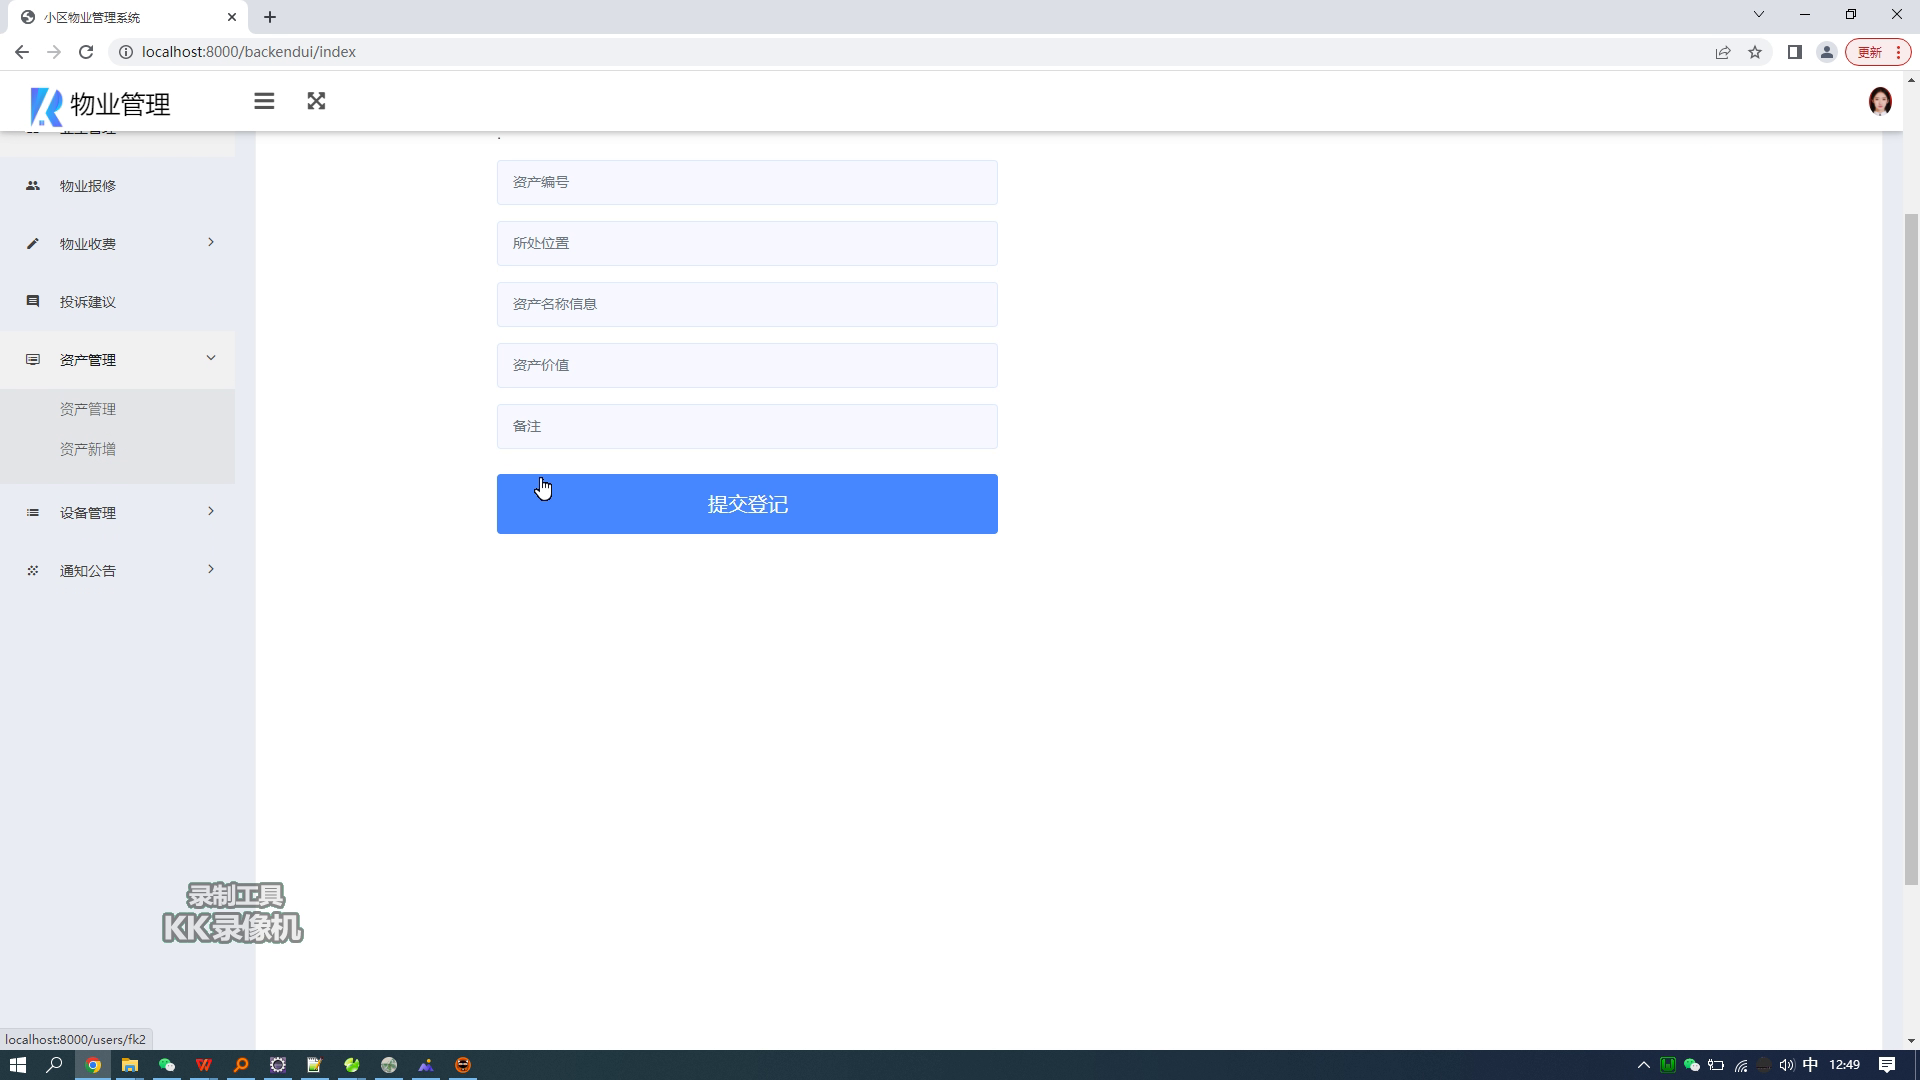 小区物业管理系统
localhost:8000/backendui/index
更新
物业管理
物业报修
物业收费
投诉建议
资产管理
资产管理
资产新增
设备管理
通知公告
资产编号
所处位置
资产名称信息
资产价值
备注
提交登记
录制工具
KK录像机
localhost:8000/users/fk2
中
12:49